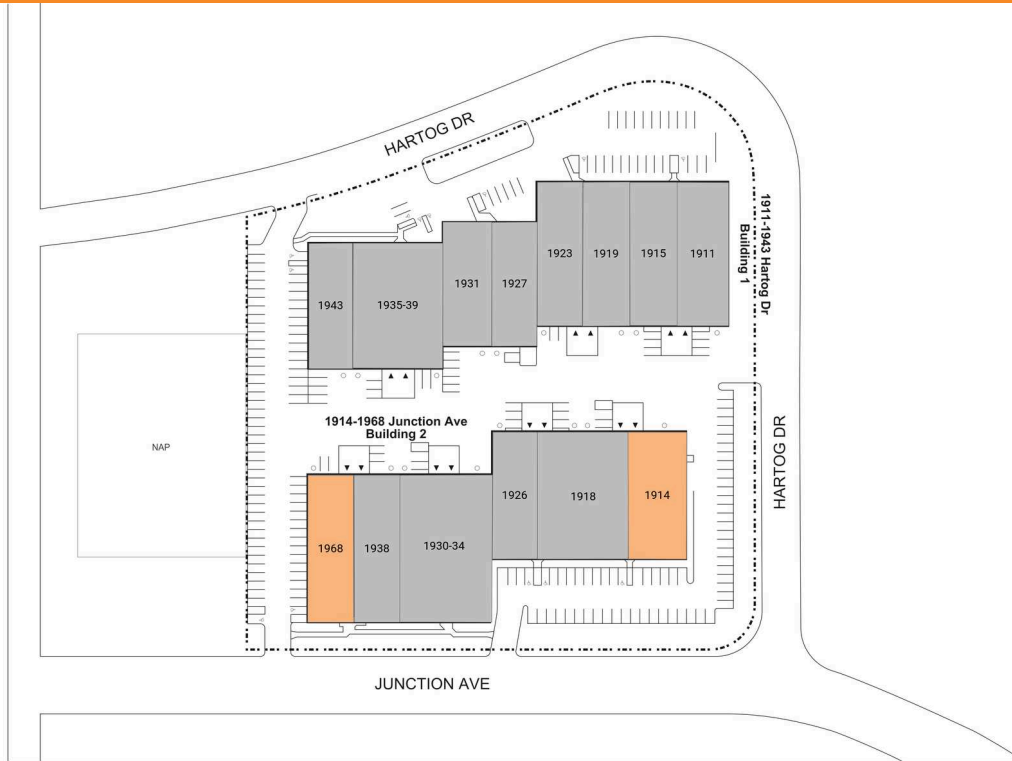 HARTOG DR
1911-1943 Hartog Dr
Building 1
1923
1919
1915
1911
1931
1927
1943
1935-39
1914-1968 Junction Ave
Building 2
NAP
HARTOG DR
1926
1918
1914
1968
1938
1930-34
JUNCTION AVE